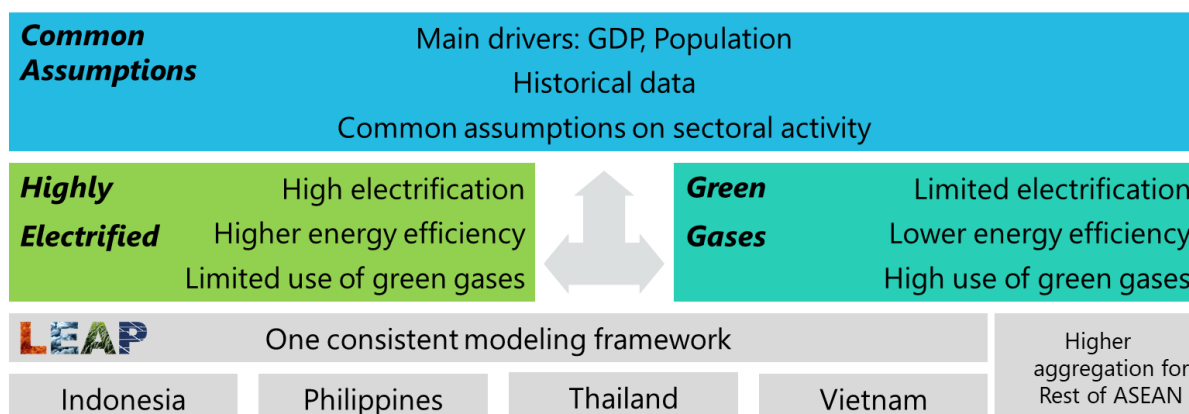 Common
Assumptions
Main drivers: GDP, Population
Historical data
Common assumptions on sectoral activity
Highly
Electrified
High electrification
Higher energy efficiency
Limited use of green gases
Green
Gases
Limited electrification
Lower energy efficiency
High use of green gases
LEAP
One consistent modeling framework
Higher
aggregation for
Rest of ASEAN
Indonesia
Philippines
Thailand
Vietnam